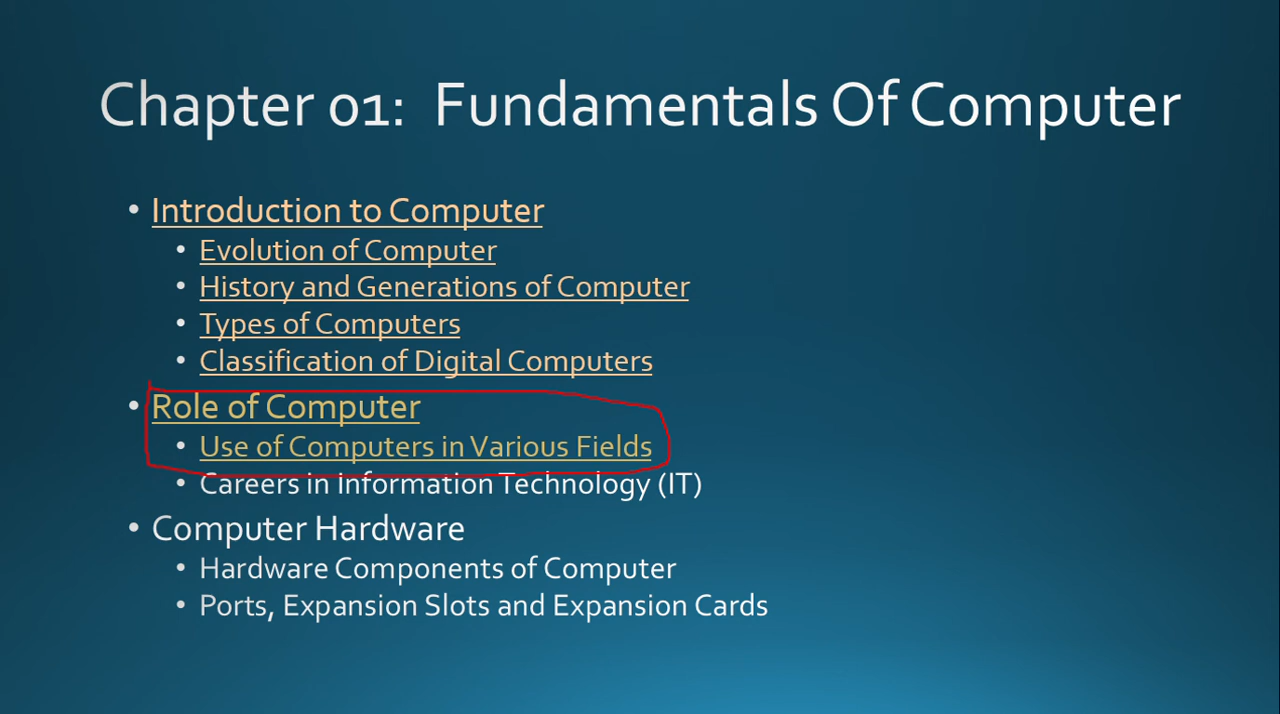 Chapter 01: Fundamentals Of Computer
• Introduction to Computer
• Evolution of Computer
• History and Generations of Computer
• Types of Computers
• Classification of Digital Computers
• Role of Computer
• Use of Computers in Various Fields
• Careers in Information Technology (IT)
• Computer Hardware
• Hardware Components of Computer
• Ports, Expansion Slots and Expansion Cards